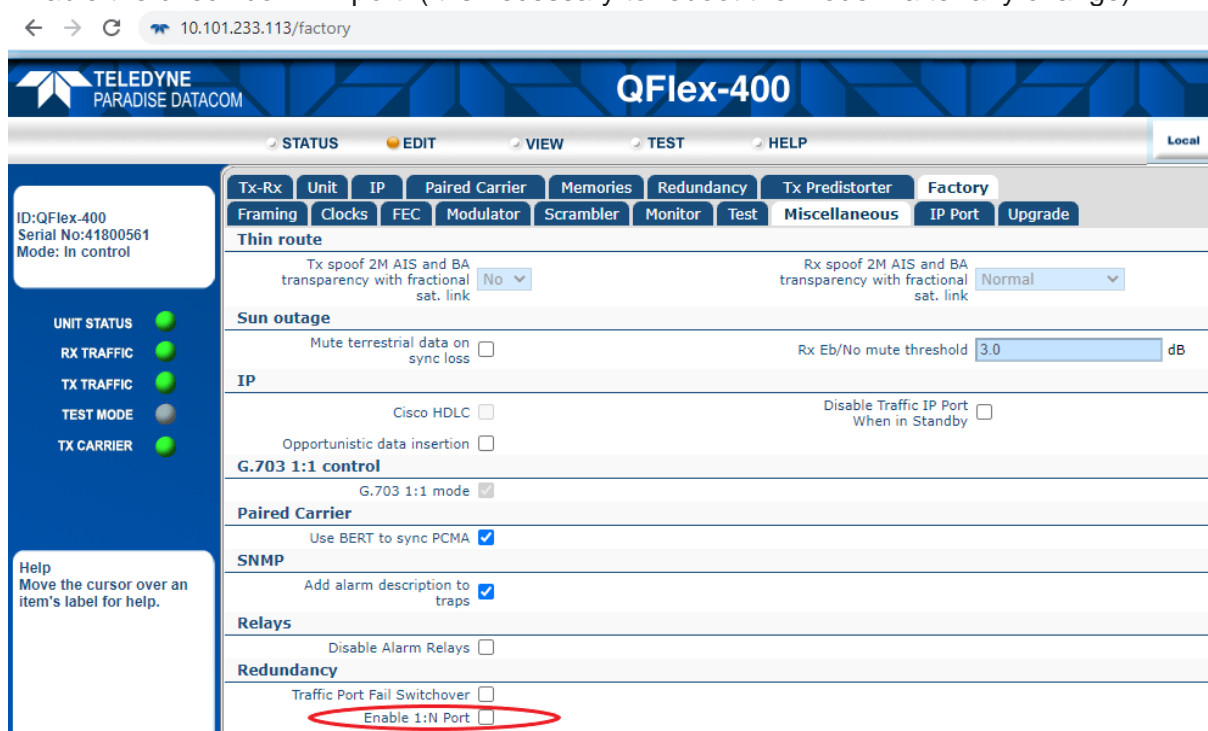 10.101.233.113/factory
TELEDYNE
PARADISE DATACOM
QFlex-400
STATUS EDIT VIEW TEST HELP Local
Tx-Rx Unit IP Paired Carrier Memories Redundancy Tx Predistorter Factory
Framing Clocks FEC Modulator Scrambler Monitor Test Miscellaneous IP Port Upgrade
ID:QFlex-400
Serial No:41800561
Mode: In control
UNIT STATUS
RX TRAFFIC
TX TRAFFIC
TEST MODE
TX CARRIER
Help
Move the cursor over an
item's label for help.
Thin route
Tx spoof 2M AIS and BA
transparency with fractional No
sat. link
Rx spoof 2M AIS and BA
transparency with fractional Normal
sat. link
Sun outage
Mute terrestrial data on
sync loss
Rx Eb/No mute threshold 3.0 dB
IP
Cisco HDLC
Disable Traffic IP Port
When in Standby
Opportunistic data insertion
G.703 1:1 control
G.703 1:1 mode
Paired Carrier
Use BERT to sync PCMA
SNMP
Add alarm description to
traps
Relays
Disable Alarm Relays
Redundancy
Traffic Port Fail Switchover
Enable 1:N Port